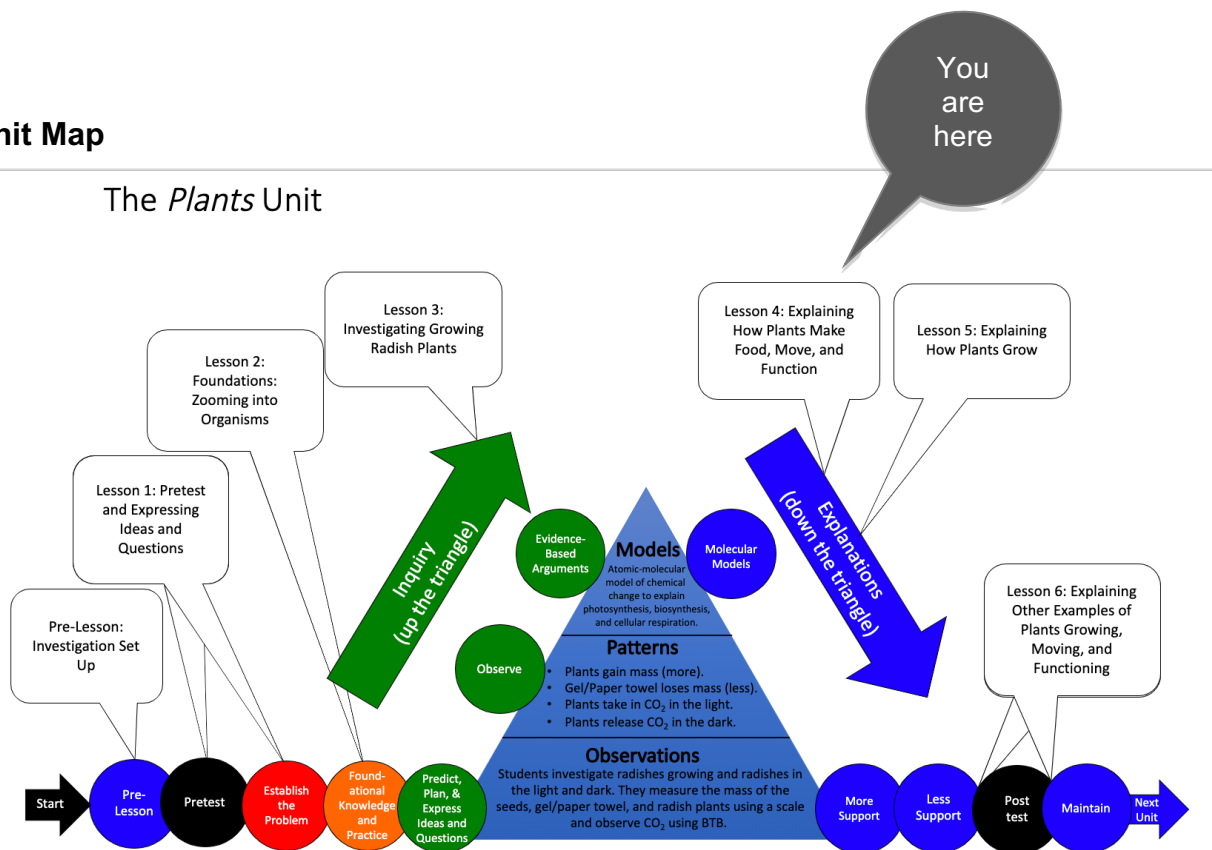 You
are
here
nit Map
The Plants Unit
Lesson 3:
Investigating Growing
Radish Plants
Lesson 4: Explaining
How Plants Make
Food, Move, and
Function
Lesson 5: Explaining
How Plants Grow
Lesson 2:
Foundations:
Zooming into
Organisms
Lesson 1: Pretest
and Expressing
Ideas and
Questions
Pre-Lesson:
Investigation Set
Up
Inquiry
(up the triangle)
Explanations
(down the triangle)
Evidence-
Based
Arguments
Models
Atomic-molecular
model of chemical
change to explain
photosynthesis, biosynthesis,
and cellular respiration.
Molecular
Models
Lesson 6: Explaining
Other Examples of
Plants Growing,
Moving, and
Functioning
Observe
Patterns
• Plants gain mass (more).
• Gel/Paper towel loses mass (less).
• Plants take in CO₂ in the light.
• Plants release CO₂ in the dark.
Observations
Students investigate radishes growing and radishes in
the light and dark. They measure the mass of the
seeds, gel/paper towel, and radish plants using a scale
and observe CO₂ using BTB.
Start
Pre-
Lesson
Pretest
Establish
the
Problem
Found-
ational
Knowledge
and
Practice
Predict,
Plan, &
Express
Ideas and
Questions
More
Support
Less
Support
Post
test
Maintain
Next
Unit